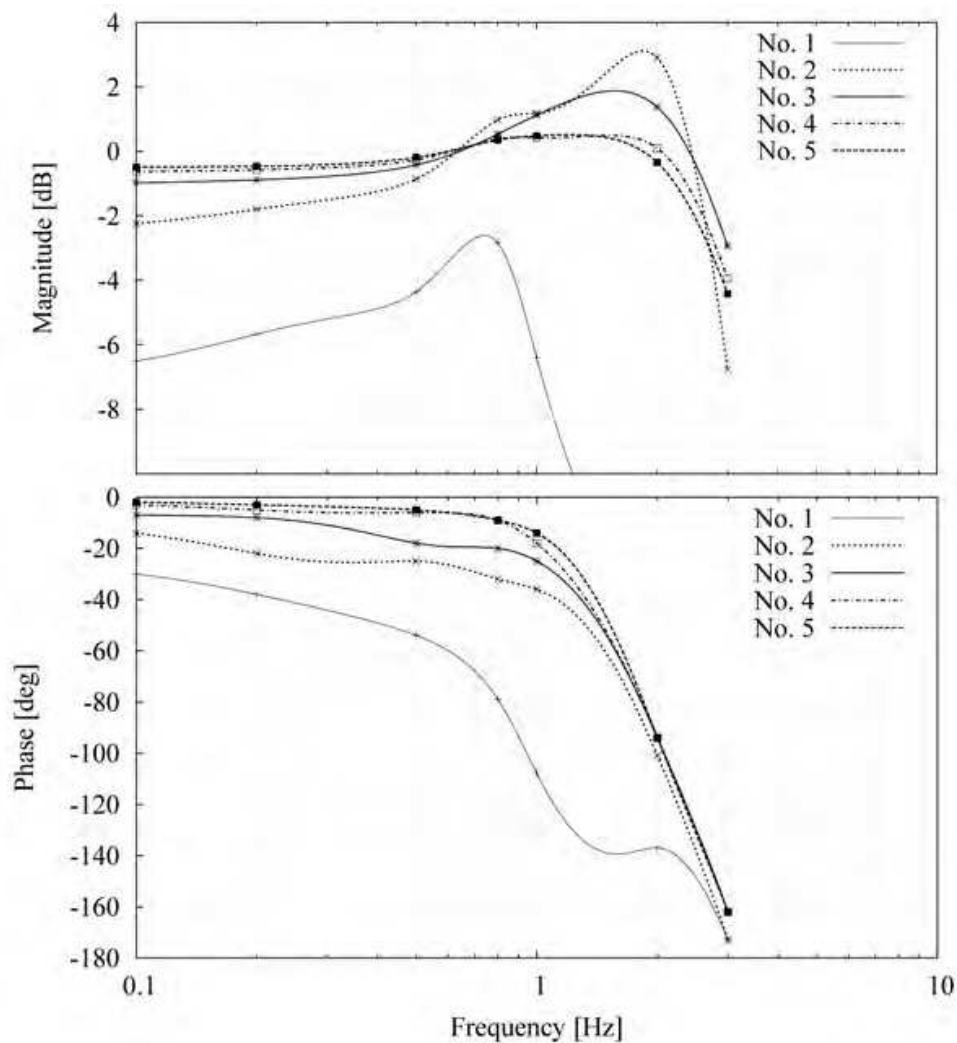 4
2
0
-2
-4
-6
-8
Magnitude [dB]
No. 1
No. 2
No. 3
No. 4
No. 5
0
-20
-40
-60
-80
-100
-120
-140
-160
-180
Phase [deg]
No. 1
No. 2
No. 3
No. 4
No. 5
0.1
1
10
Frequency [Hz]